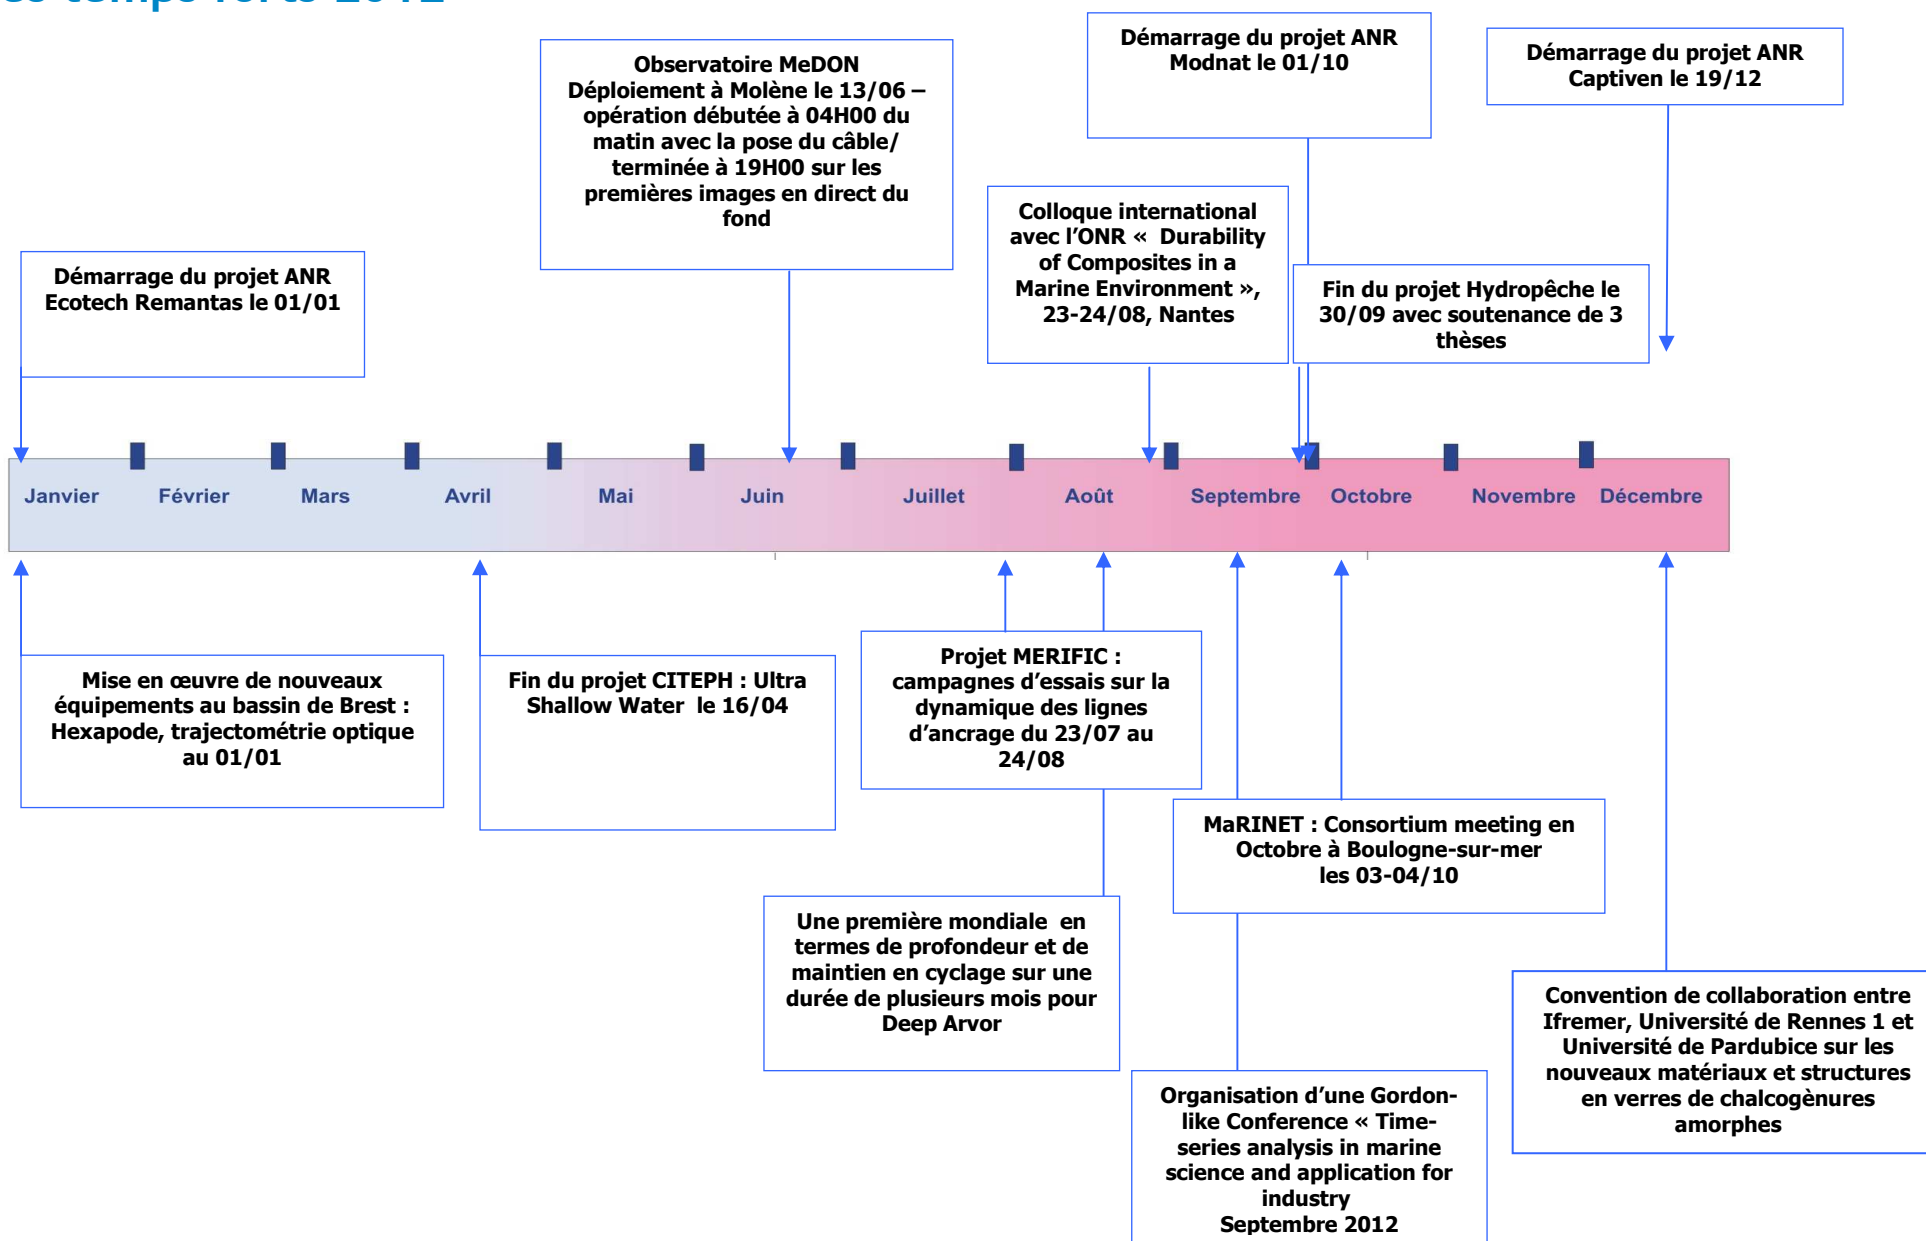 temps forts 2012
Démarrage du projet ANR
Modnat le 01/10
Démarrage du projet ANR
Captiven le 19/12
Observatoire MeDON
Déploiement à Molène le 13/06 –
opération débutée à 04H00 du
matin avec la pose du câble/
terminée à 19H00 sur les
premières images en direct du
fond
Colloque international
avec l’ONR «  Durability
of Composites in a
Marine Environment »,
23-24/08, Nantes
Démarrage du projet ANR
Ecotech Remantas le 01/01
Fin du projet Hydropêche le
30/09 avec soutenance de 3
thèses
Janvier Février Mars Avril Mai Juin Juillet Août Septembre Octobre Novembre Décembre
Mise en œuvre de nouveaux
équipements au bassin de Brest :
Hexapode, trajectométrie optique
au 01/01
Fin du projet CITEPH : Ultra
Shallow Water  le 16/04
Projet MERIFIC :
campagnes d’essais sur la
dynamique des lignes
d’ancrage du 23/07 au
24/08
MaRINET : Consortium meeting en
Octobre à Boulogne-sur-mer
les 03-04/10
Une première mondiale  en
termes de profondeur et de
maintien en cyclage sur une
durée de plusieurs mois pour
Deep Arvor
Convention de collaboration entre
Ifremer, Université de Rennes 1 et
Université de Pardubice sur les
nouveaux matériaux et structures
en verres de chalcogènures
amorphes
Organisation d’une Gordon-
like Conference « Time-
series analysis in marine
science and application for
industry
Septembre 2012